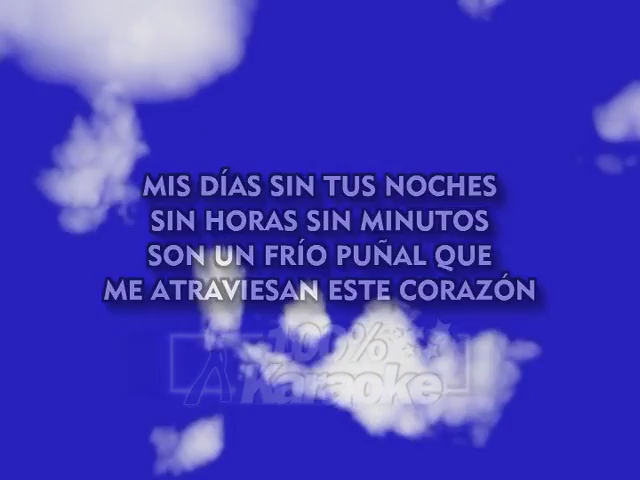 MIS DÍAS SIN TUS NOCHES
SIN HORAS SIN MINUTOS
SON UN FRÍO PUÑAL QUE
ME ATRAVIESAN ESTE CORAZÓN
100%
Karaoke